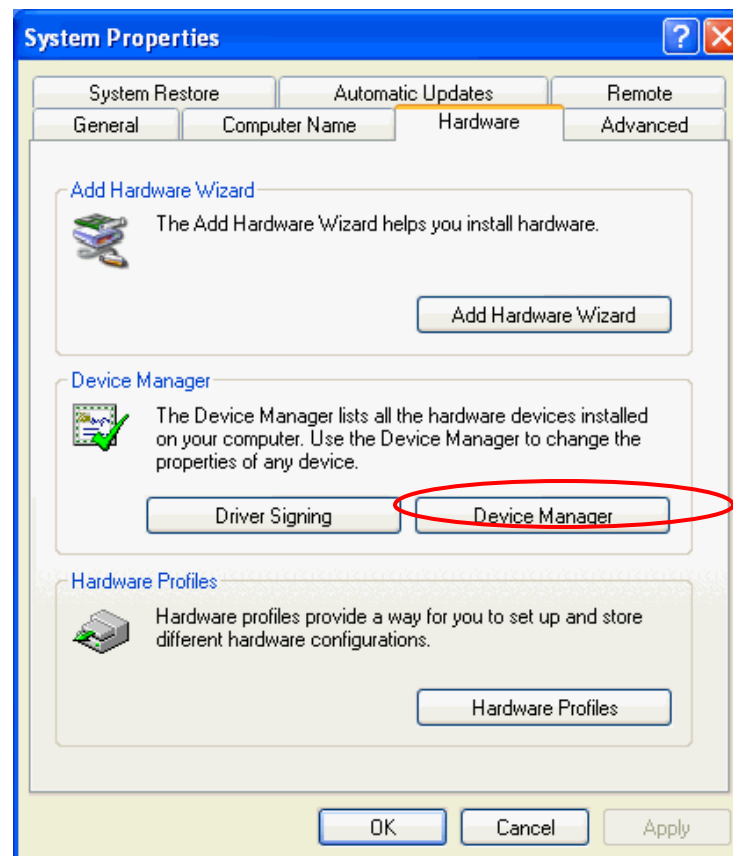 System Properties
System Restore Automatic Updates Remote
General Computer Name Hardware Advanced
Add Hardware Wizard
The Add Hardware Wizard helps you install hardware.
Add Hardware Wizard
Device Manager
The Device Manager lists all the hardware devices installed
on your computer. Use the Device Manager to change the
properties of any device.
Driver Signing Device Manager
Hardware Profiles
Hardware profiles provide a way for you to set up and store
different hardware configurations.
Hardware Profiles
OK Cancel Apply